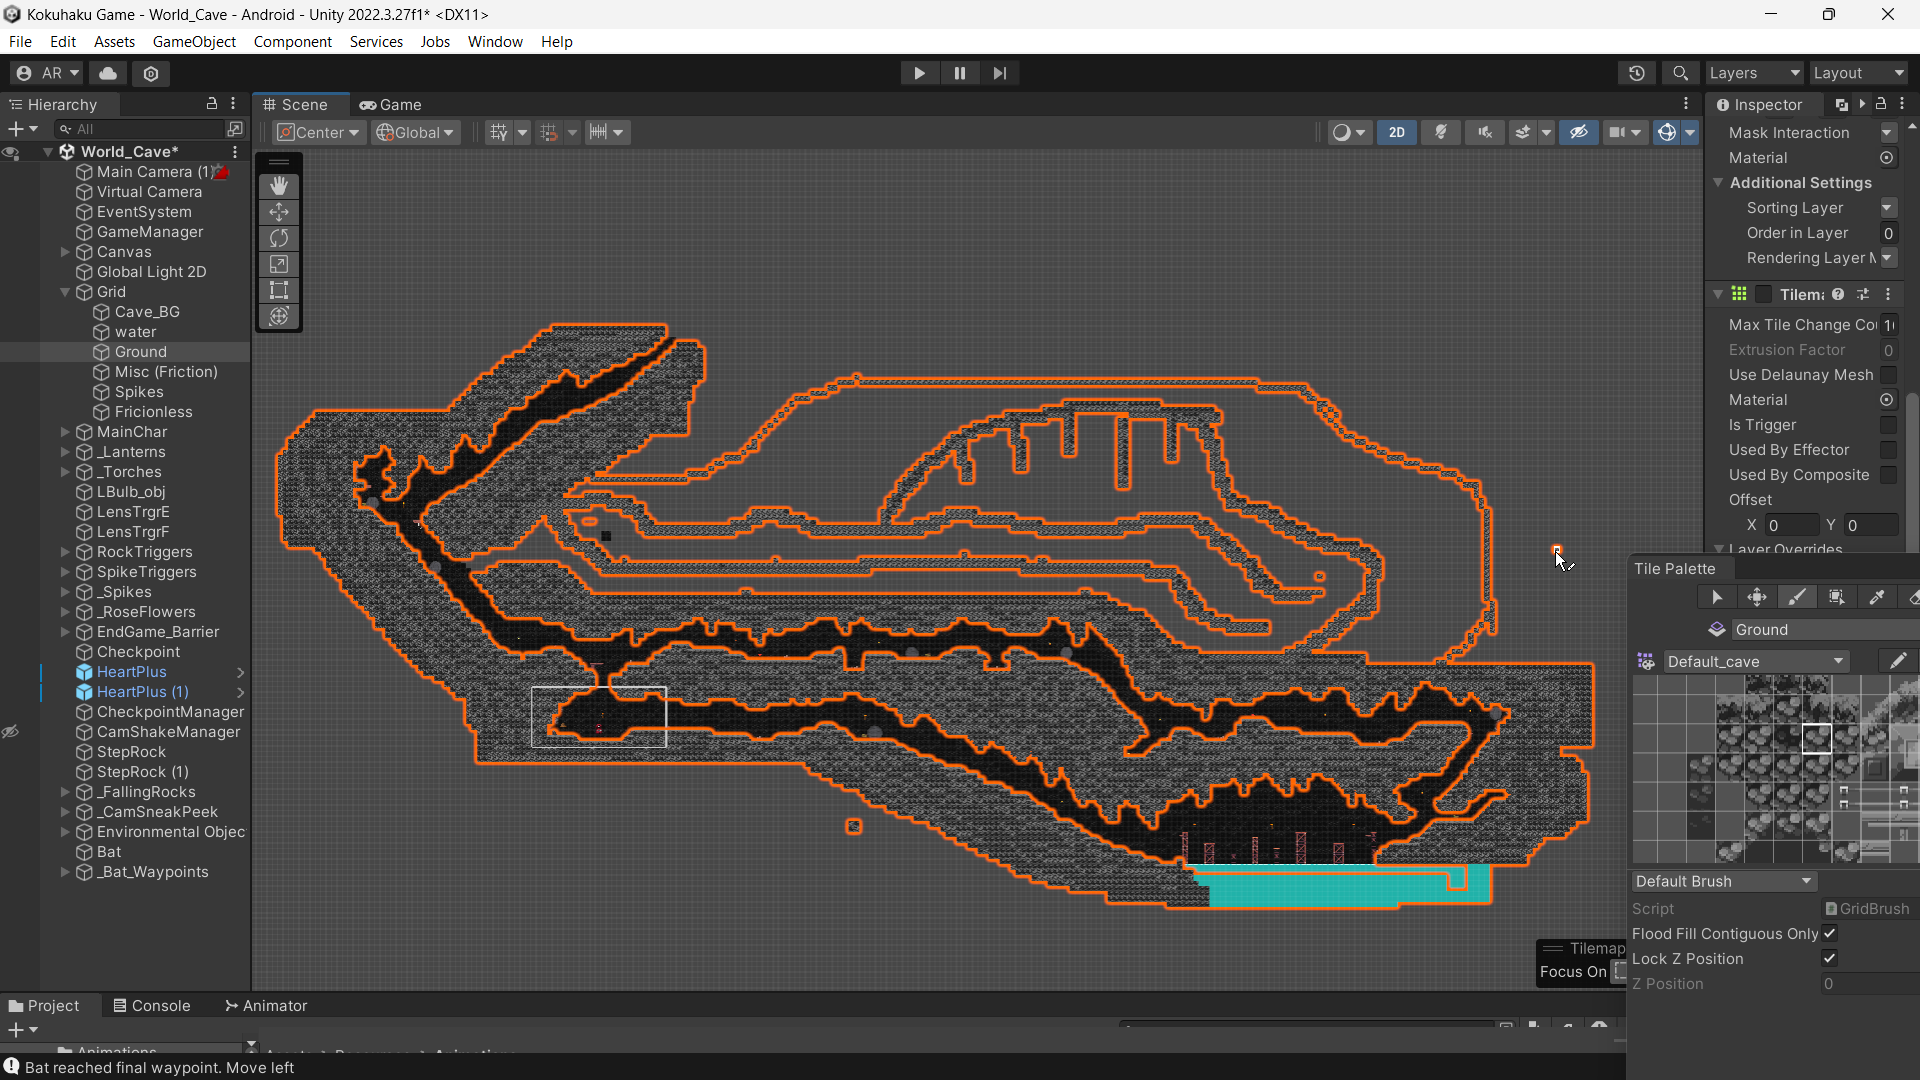 Kokuhaku Game - World_Cave - Android - Unity 2022.3.27f1* <DX11>
File Edit Assets GameObject Component Services Jobs Window Help
AR
Layers Layout
Hierarchy
All
World_Cave*
Main Camera (1)
Virtual Camera
EventSystem
GameManager
Canvas
Global Light 2D
Grid
Cave_BG
water
Ground
Misc (Friction)
Spikes
Fricionless
MainChar
_Lanterns
_Torches
LBulb_obj
LensTrgrE
LensTrgrF
RockTriggers
SpikeTriggers
_Spikes
_RoseFlowers
EndGame_Barrier
Checkpoint
HeartPlus
HeartPlus (1)
CheckpointManager
CamShakeManager
StepRock
StepRock (1)
_FallingRocks
_CamSneakPeek
Environmental Objec
Bat
_Bat_Waypoints
Scene Game
Center Global
2D
Tilemap
Focus On
Inspector
Mask Interaction
Material
Additional Settings
Sorting Layer
Order in Layer 0
Rendering Layer
Tilema
Max Tile Change Co
Extrusion Factor 0
Use Delaunay Mesh
Material
Is Trigger
Used By Effector
Used By Composite
Offset
X 0 Y 0
Layer Overrides
Tile Palette
Ground
Default_cave
Default Brush
Script GridBrush
Flood Fill Contiguous Only
Lock Z Position
Z Position 0
Project Console Animator
Animations
Bat reached final waypoint. Move left